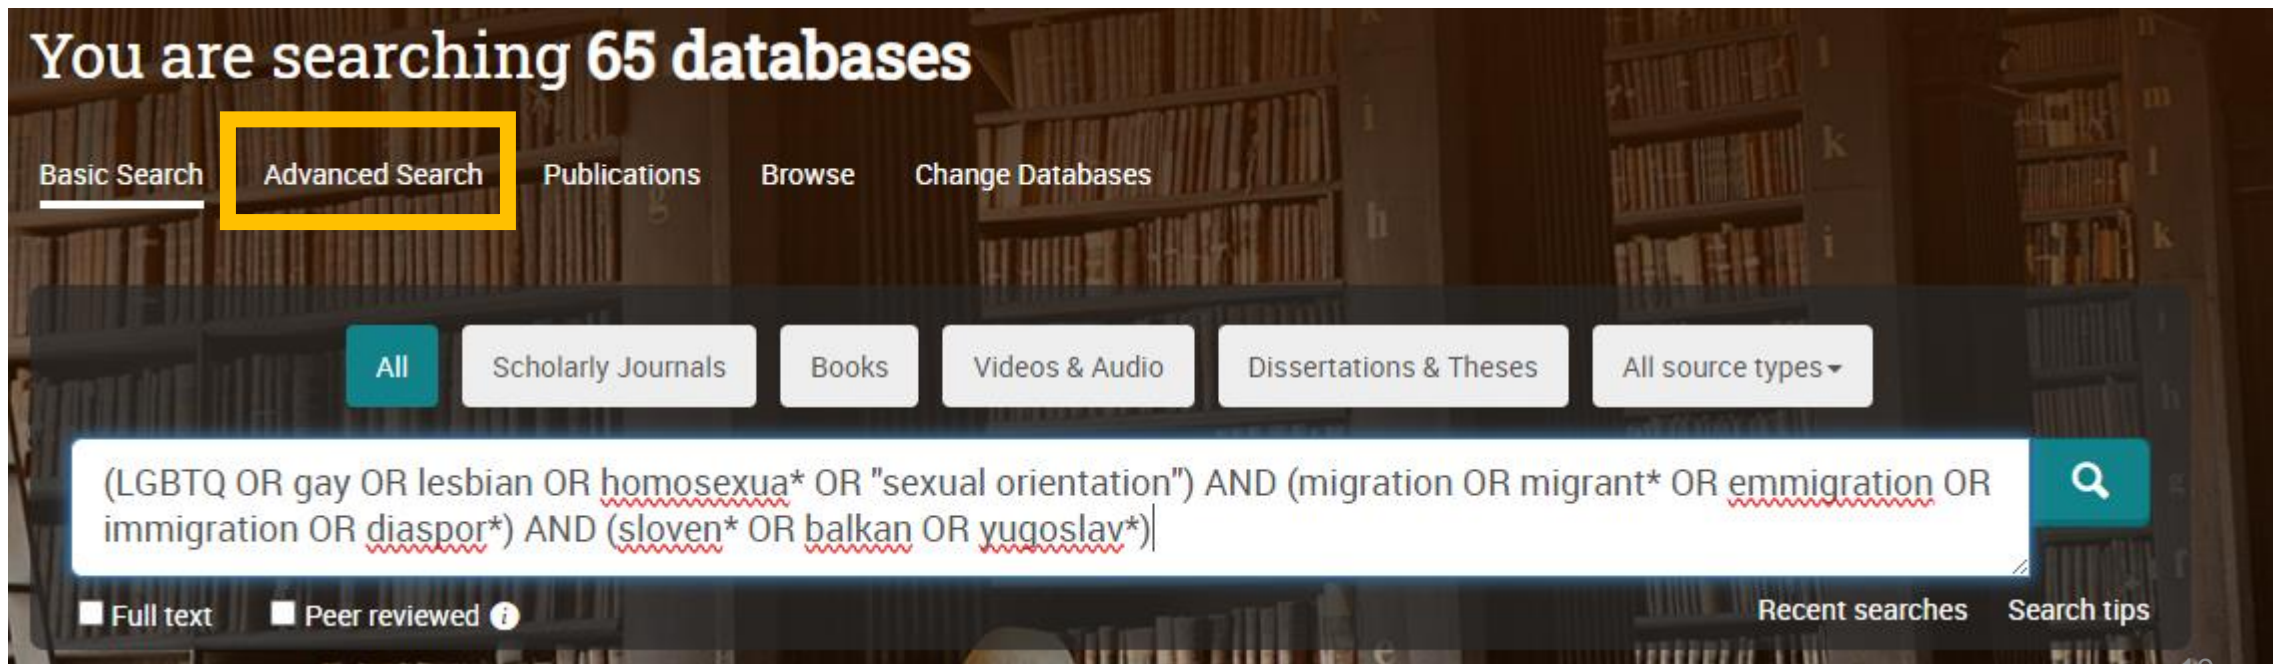 You are searching 65 databases
Basic Search Advanced Search Publications Browse Change Databases
All Scholarly Journals Books Videos & Audio Dissertations & Theses All source types
(LGBTQ OR gay OR lesbian OR homosexua* OR "sexual orientation") AND (migration OR migrant* OR emmigration OR
immigration OR diaspor*) AND (sloven* OR balkan OR yugoslav*)
Full text Peer reviewed i Recent searches Search tips